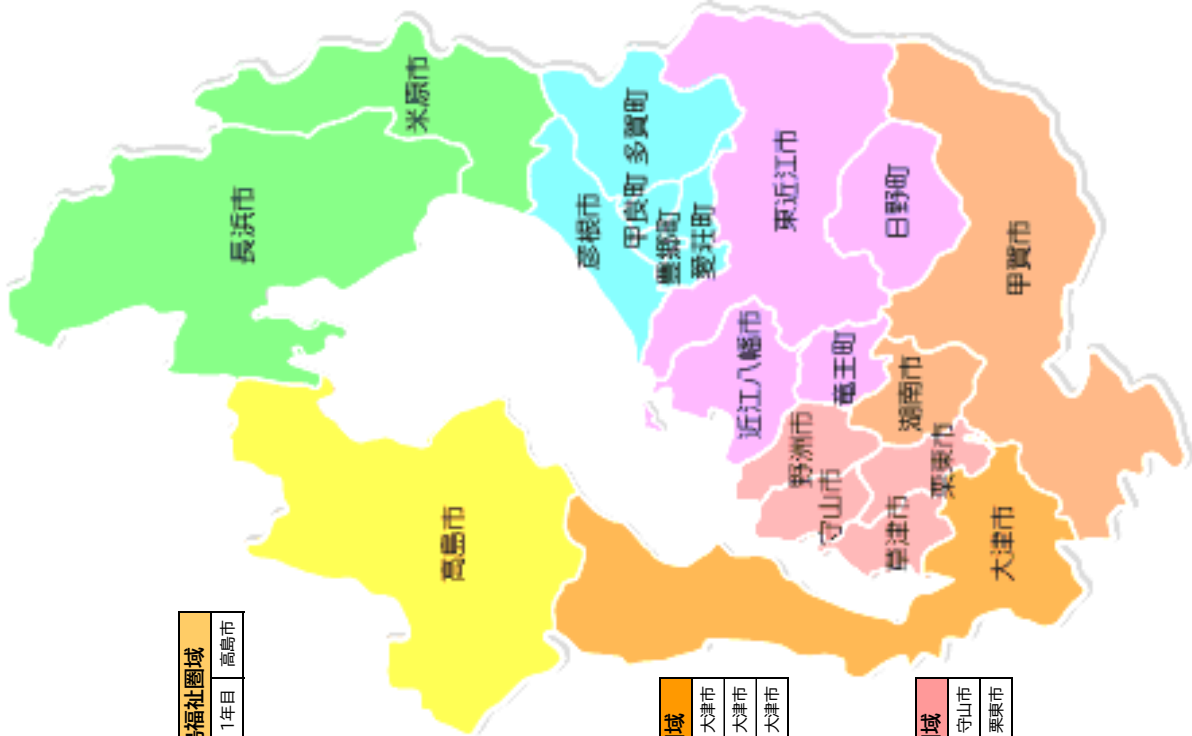 米原市
長浜市
多賀町
甲良町
彦根市
豊郷町
愛荘町
東近江市
日野町
甲賀市
近江八幡市
竜王町
湖南市
野洲市
栗東市
守山市
草津市
高島市
大津市
福祉圏域
1年目 高島市
域
大津市
大津市
大津市
域
守山市
栗東市